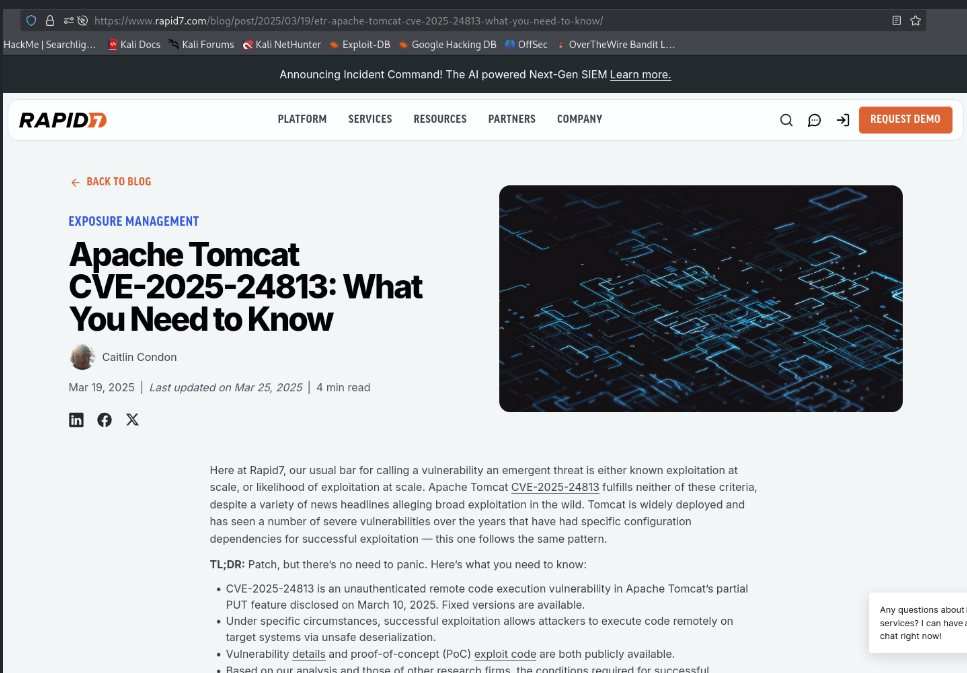 https://www.rapid7.com/blog/post/2025/03/19/etr-apache-tomcat-cve-2025-24813-what-you-need-to-know/
HackMe | Searchlig… Kali Docs Kali Forums Kali NetHunter Exploit-DB Google Hacking DB OffSec OverTheWire Bandit L…
Announcing Incident Command! The AI powered Next-Gen SIEM Learn more.
RAPID7 PLATFORM SERVICES RESOURCES PARTNERS COMPANY REQUEST DEMO
← BACK TO BLOG
EXPOSURE MANAGEMENT
Apache Tomcat
CVE-2025-24813: What
You Need to Know
Caitlin Condon
Mar 19, 2025 | Last updated on Mar 25, 2025 | 4 min read
Here at Rapid7, our usual bar for calling a vulnerability an emergent threat is either known exploitation at
scale, or likelihood of exploitation at scale. Apache Tomcat CVE-2025-24813 fulfills neither of these criteria,
despite a variety of news headlines alleging broad exploitation in the wild. Tomcat is widely deployed and
has seen a number of severe vulnerabilities over the years that have had specific configuration
dependencies for successful exploitation — this one follows the same pattern.
TL;DR: Patch, but there's no need to panic. Here's what you need to know:
• CVE-2025-24813 is an unauthenticated remote code execution vulnerability in Apache Tomcat's partial
PUT feature disclosed on March 10, 2025. Fixed versions are available.
• Under specific circumstances, successful exploitation allows attackers to execute code remotely on
target systems via unsafe deserialization.
• Vulnerability details and proof-of-concept (PoC) exploit code are both publicly available.
• Based on our analysis and those of other research firms, the conditions required for successful
Any questions about
services? I can have a
chat right now!